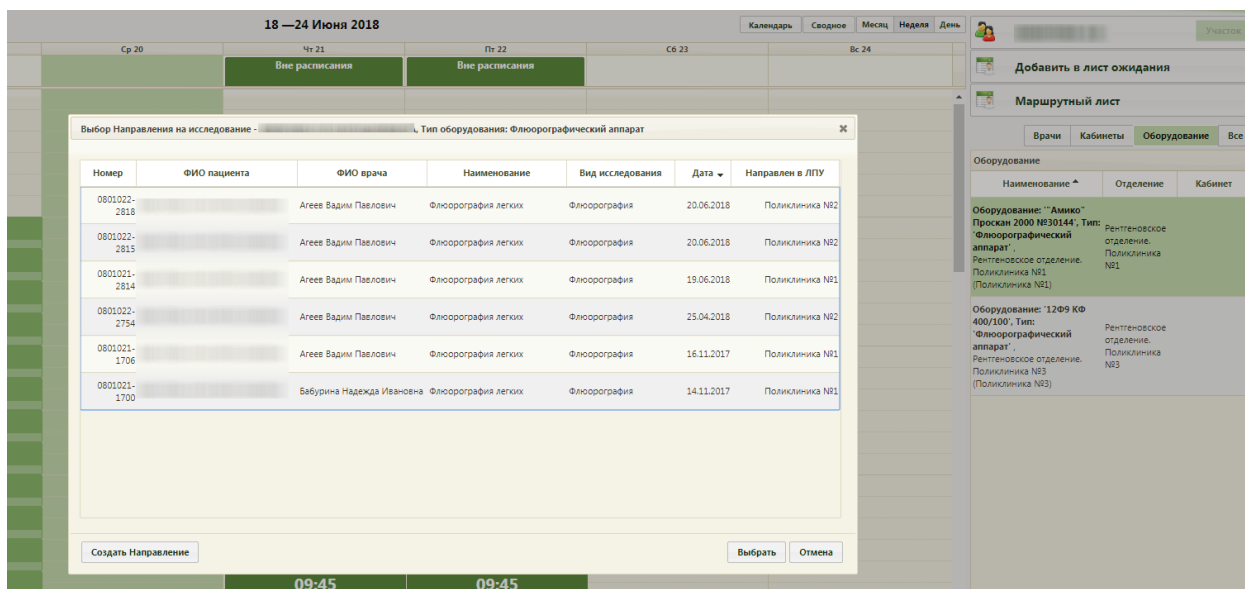 18 —24 Июня 2018
Календарь Сводное Месяц Неделя День
Участок
Ср 20 Чт 21 Пт 22 Сб 23 Вс 24
Вне расписания Вне расписания
Добавить в лист ожидания
Маршрутный лист
Врачи Кабинеты Оборудование Все
Оборудование
Наименование Отделение Кабинет
Оборудование: '"Амико"
Проскан 2000 №30144', Тип:
'Флюорографический
аппарат' ,
Рентгеновское отделение.
Поликлиника №1
(Поликлиника №1)
Рентгеновское
отделение.
Поликлиника
№1
Оборудование: '12Ф9 КФ
400/100', Тип:
'Флюорографический
аппарат' ,
Рентгеновское отделение.
Поликлиника №3
(Поликлиника №3)
Рентгеновское
отделение.
Поликлиника
№3
Выбор Направления на исследование - , Тип оборудования: Флюорографический аппарат
Номер ФИО пациента ФИО врача Наименование Вид исследования Дата Направлен в ЛПУ
0801022-
2818 Агеев Вадим Павлович Флюорография легких Флюорография 20.06.2018 Поликлиника №2
0801022-
2815 Агеев Вадим Павлович Флюорография легких Флюорография 20.06.2018 Поликлиника №2
0801021-
2814 Агеев Вадим Павлович Флюорография легких Флюорография 19.06.2018 Поликлиника №1
0801022-
2754 Агеев Вадим Павлович Флюорография легких Флюорография 25.04.2018 Поликлиника №2
0801021-
1706 Агеев Вадим Павлович Флюорография легких Флюорография 16.11.2017 Поликлиника №1
0801021-
1700 Бабурина Надежда Ивановна Флюорография легких Флюорография 14.11.2017 Поликлиника №1
Создать Направление Выбрать Отмена
09:45 09:45